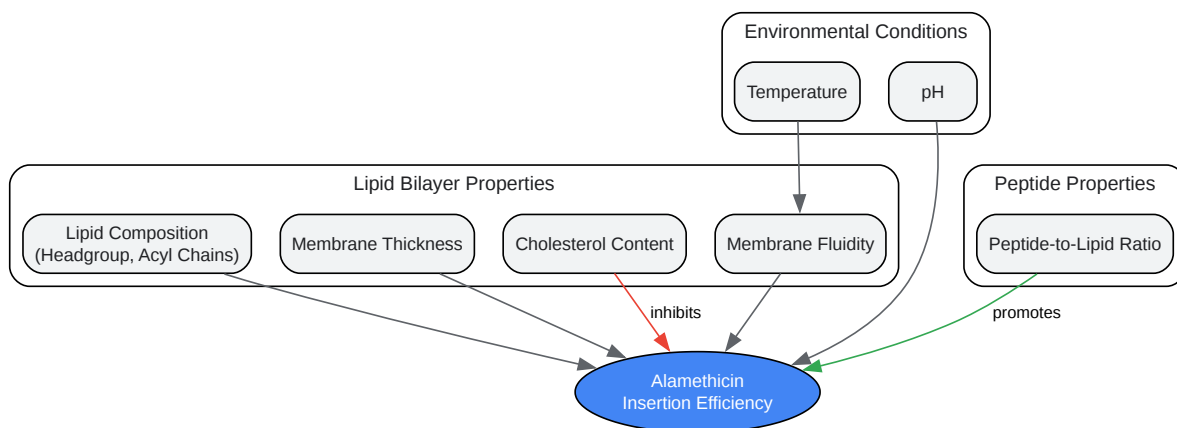 Environmental Conditions
Temperature
pH
Lipid Bilayer Properties
Peptide Properties
Lipid Composition
(Headgroup, Acyl Chains)
Membrane Thickness
Cholesterol Content
Membrane Fluidity
Peptide-to-Lipid Ratio
inhibits
promotes
Alamethicin
Insertion Efficiency